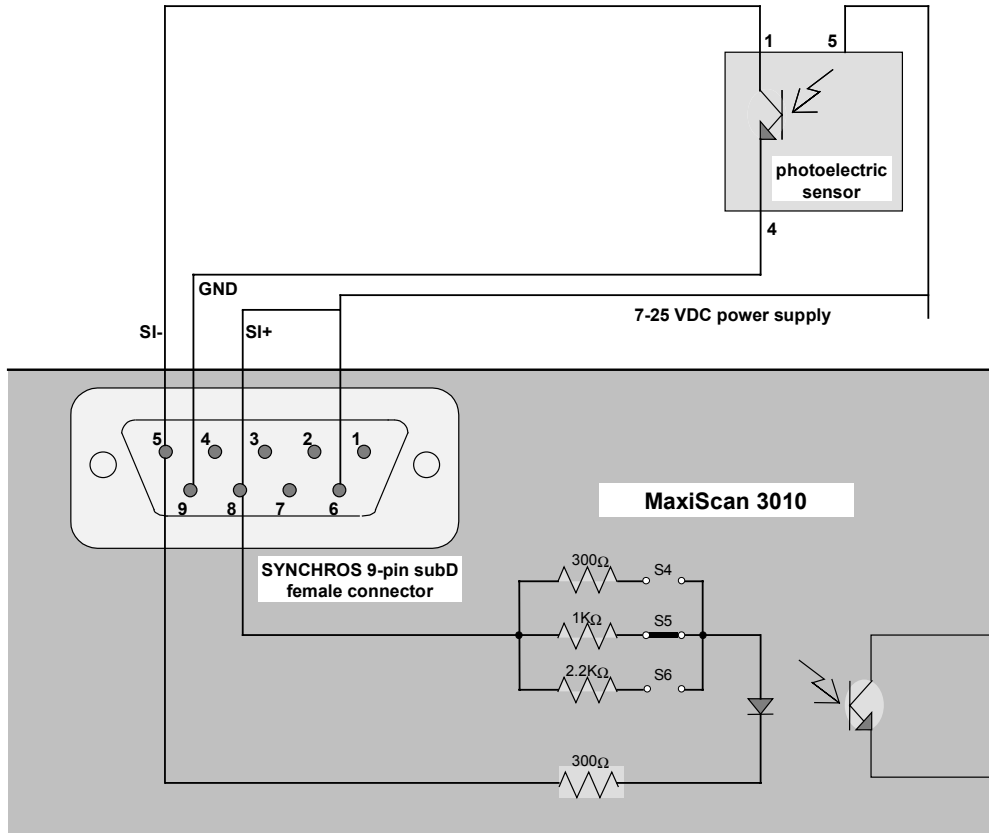 1 5
photoelectric
sensor
4
GND
7-25 VDC power supply
SI- SI+
5 4 3 2 1
9 8 7 6
MaxiScan 3010
SYNCHROS 9-pin subD
female connector
300Ω S4
1KΩ S5
2.2KΩ S6
300Ω